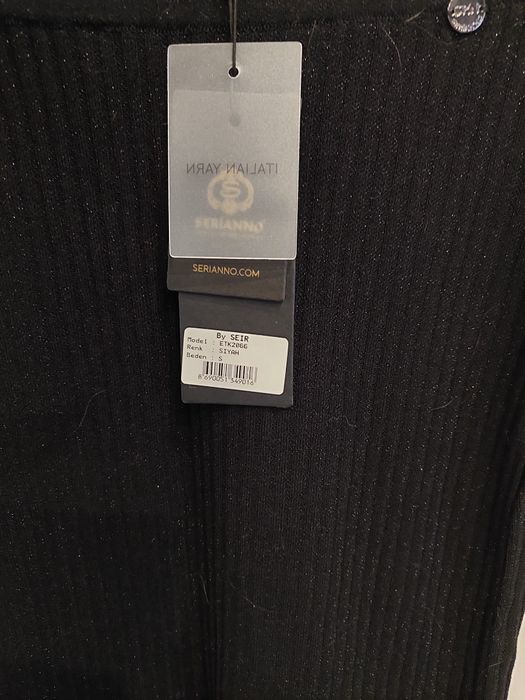 ITALIAN YARN
S
SERIANNO
SERIANNO.COM
By SEIR
Model : ETK2066
Renk : SIYAH
Beden : S
8 690051 349016